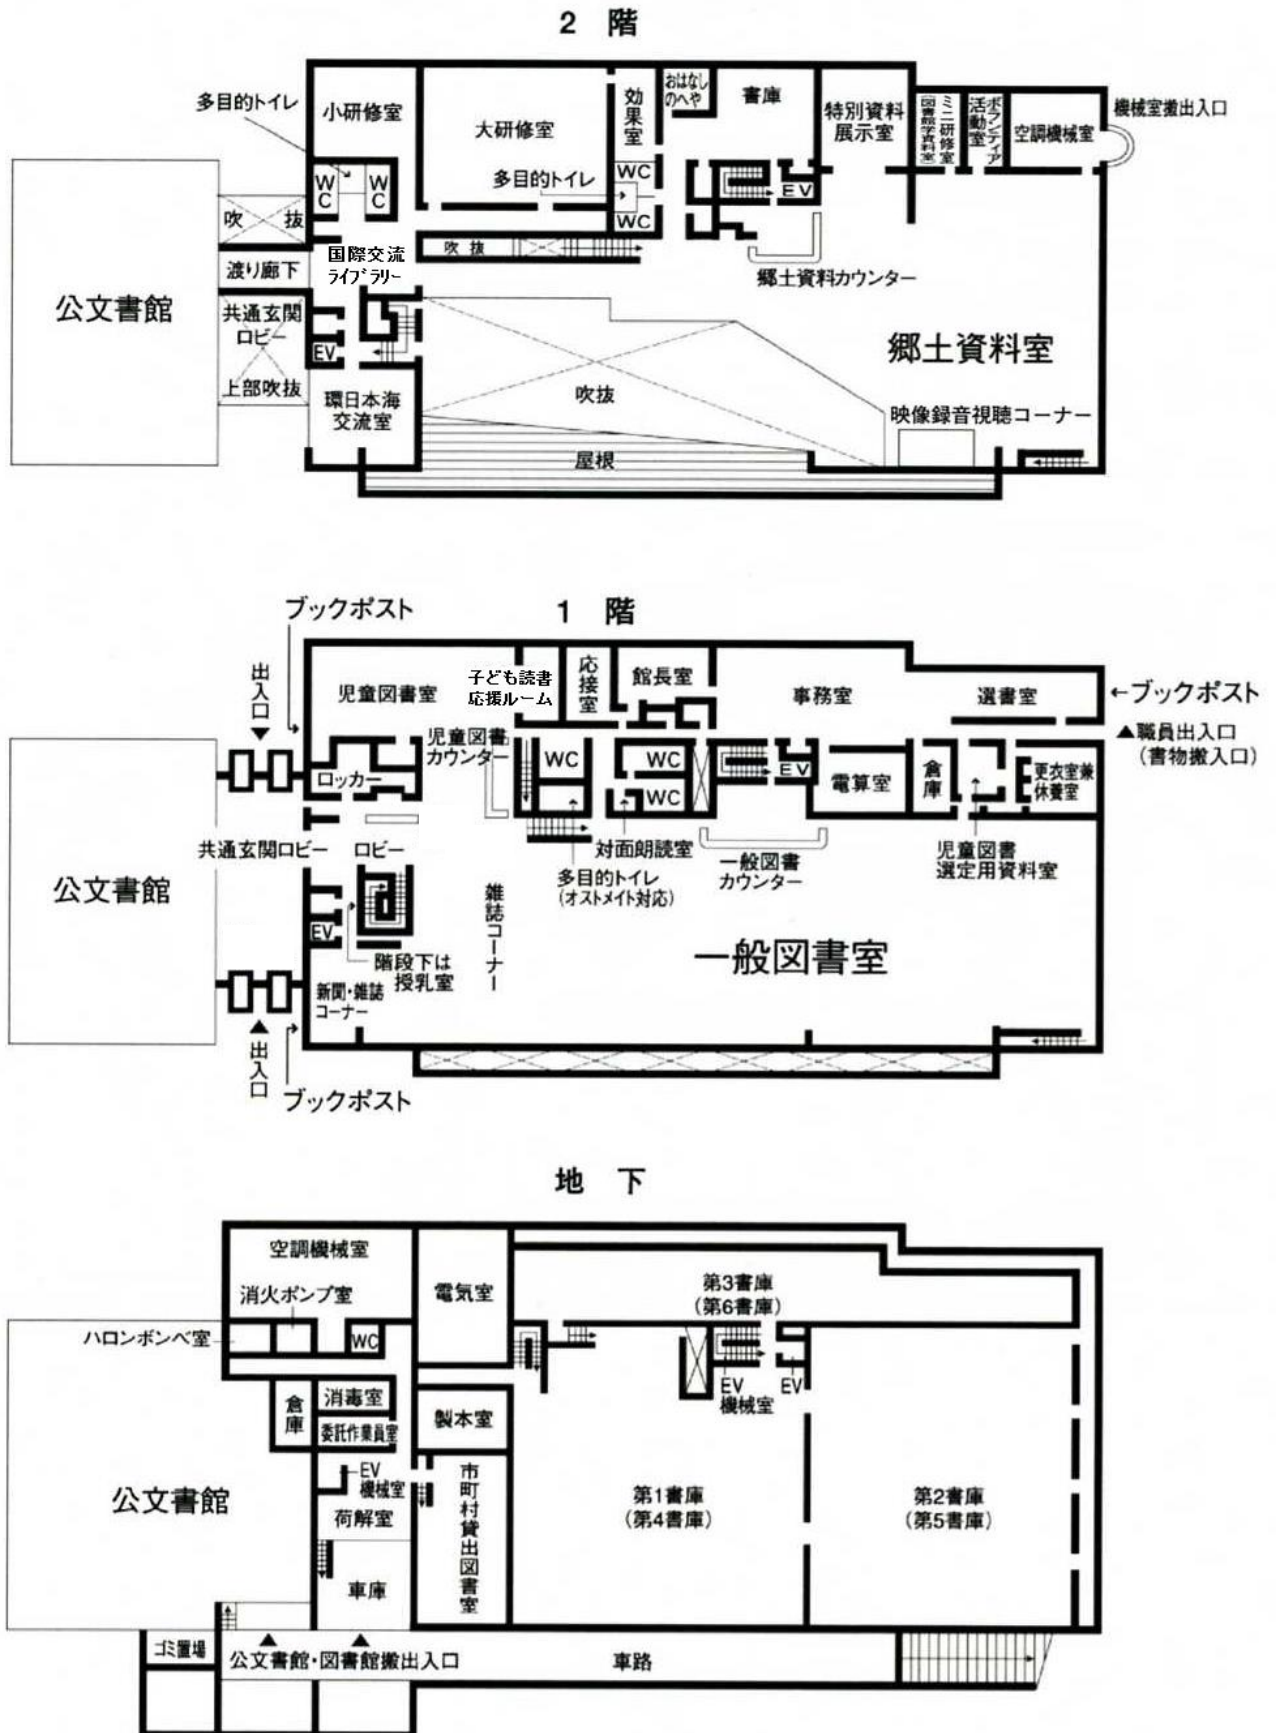 2 階
多目的トイレ
小研修室
大研修室
効果室
おはなし
のへや
書庫
特別資料
展示室
ミニ研修室
(図書館学資料室)
ボランティア
活動室
空調機械室
機械室搬出入口
WC
WC
多目的トイレ
WC
WC
EV
吹 抜
渡り廊下
国際交流
ライブラリー
吹 抜
郷土資料カウンター
公文書館
共通玄関
ロビー
上部吹抜
EV
環日本海
交流室
吹抜
屋根
郷土資料室
映像録音視聴コーナー
1 階
ブックポスト
出入口
児童図書室
子ども読書
応援ルーム
応接室
館長室
事務室
選書室
←ブックポスト
▲職員出入口
(書物搬入口)
児童図書
カウンター
ロッカー
WC
WC
WC
EV
電算室
倉庫
更衣室兼
休養室
共通玄関ロビー
ロビー
対面朗読室
多目的トイレ
(オストメイト対応)
一般図書
カウンター
児童図書
選定用資料室
公文書館
EV
雑誌コーナー
一般図書室
階段下は
授乳室
新聞・雑誌
コーナー
出入口
ブックポスト
地 下
空調機械室
消火ポンプ室
ハロンボンベ室
WC
電気室
第3書庫
(第6書庫)
EV
機械室
EV
倉庫
消毒室
委託作業員室
製本室
EV
機械室
荷解室
市町村貸出図書室
公文書館
第1書庫
(第4書庫)
第2書庫
(第5書庫)
車庫
ゴミ置場
公文書館・図書館搬出入口
車路